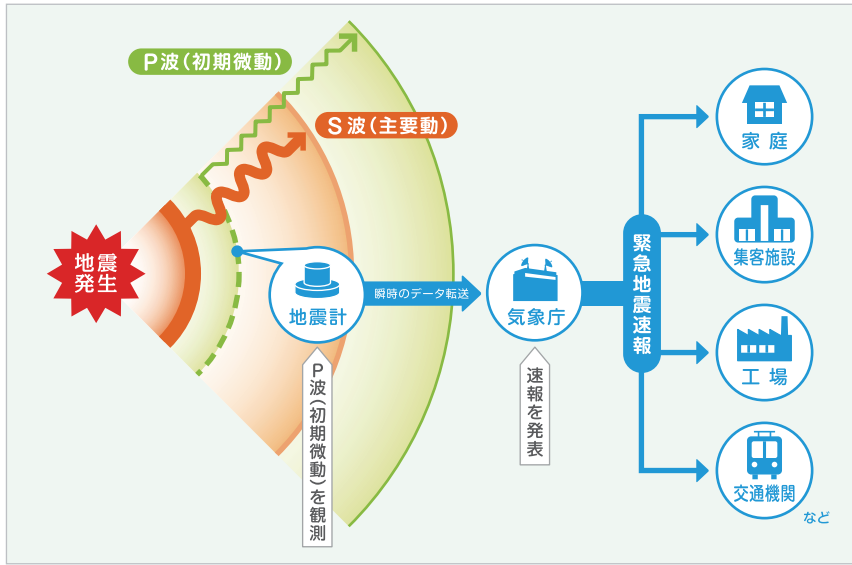 P波(初期微動)
S波(主要動)
地震
発生
地震計
P波(初期微動)を観測
瞬時のデータ転送
気象庁
速報を発表
緊急地震速報
家庭
集客施設
工場
交通機関
など